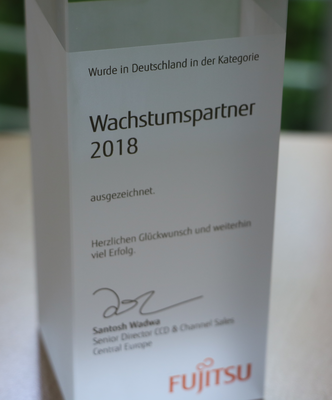 Wurde in Deutschland in der Kategorie
Wachstumspartner
2018
ausgezeichnet.
Herzlichen Glückwunsch und weiterhin
viel Erfolg.
Santosh Wadwa
Senior Director CCD & Channel Sales
Central Europe
FUJITSU